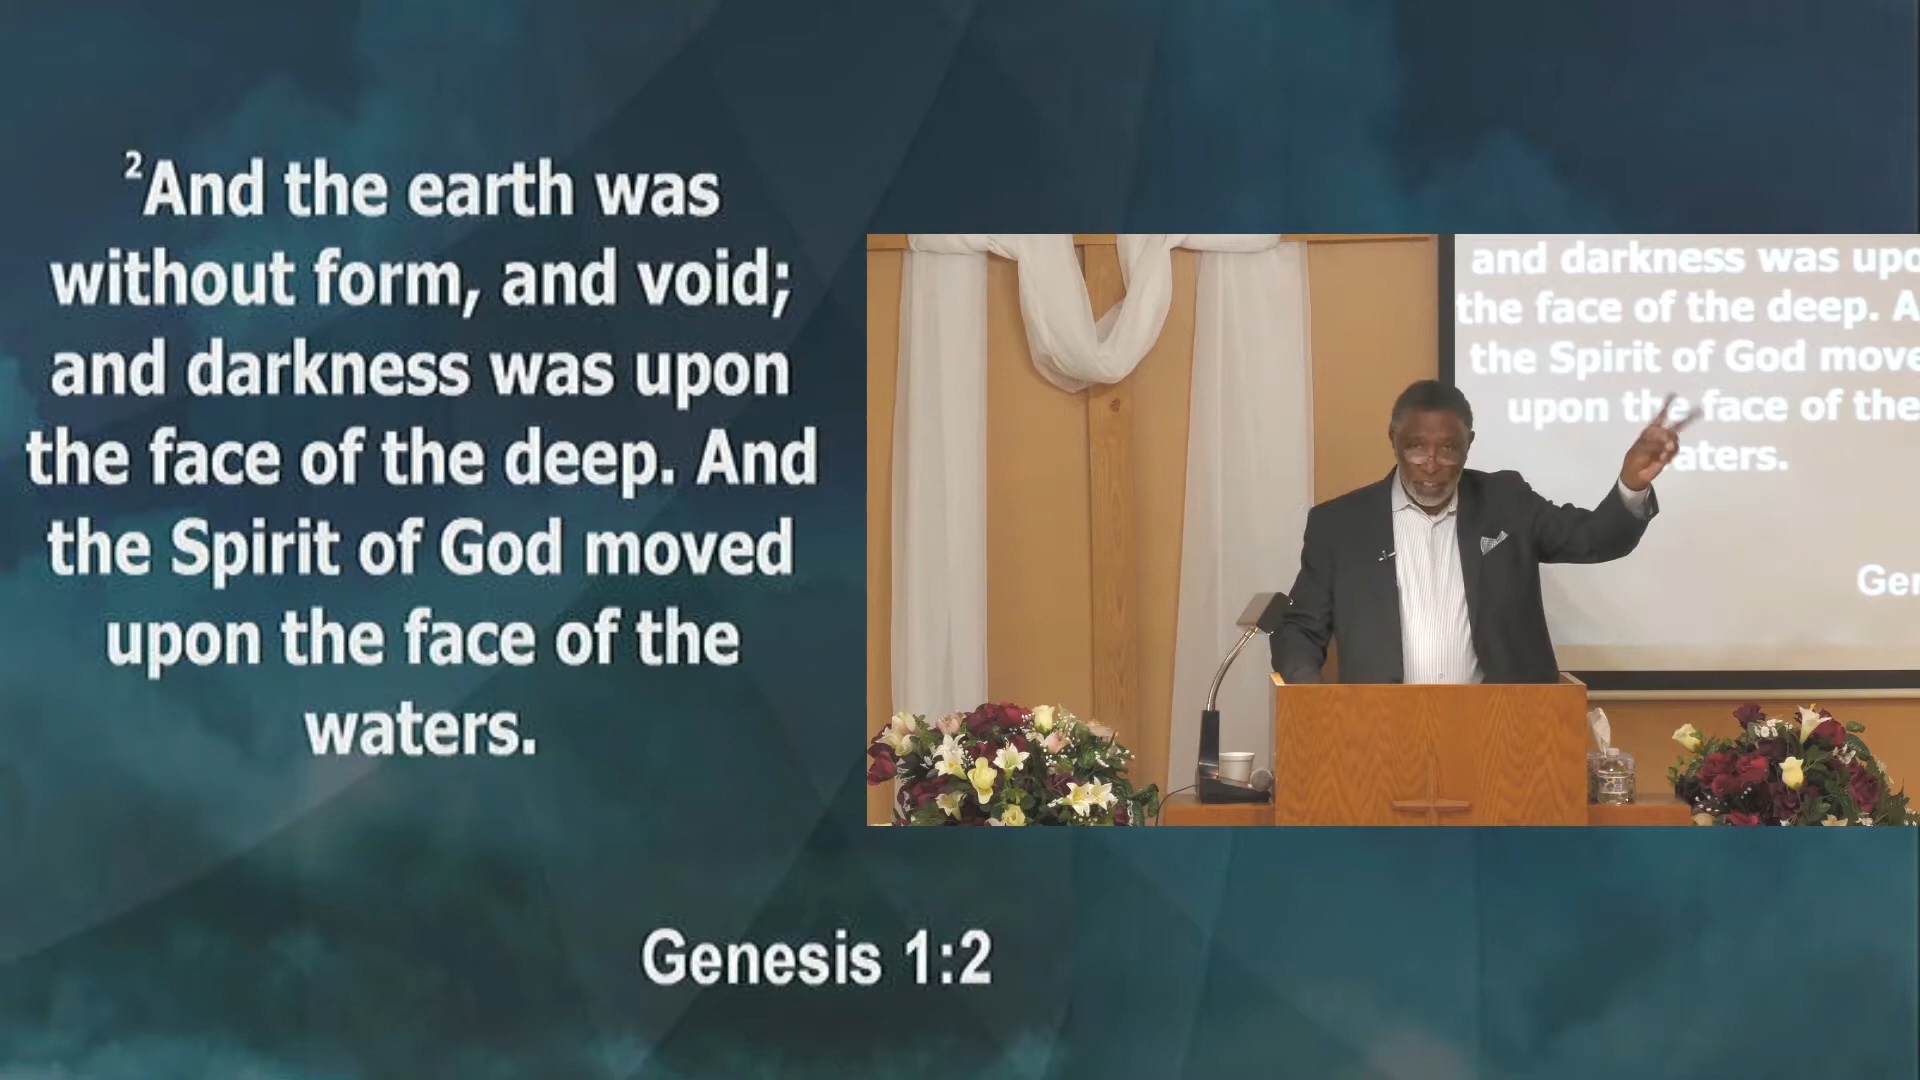 ²And the earth was
without form, and void;
and darkness was upon
the face of the deep. And
the Spirit of God moved
upon the face of the
waters.
Genesis 1:2
and darkness was upo
the face of the deep. A
the Spirit of God move
upon the face of the
aters.
Gen